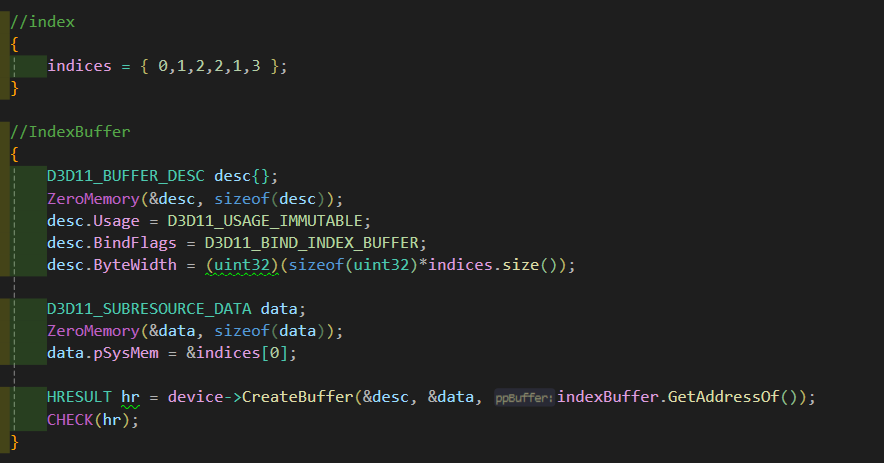 //index
{
indices = { 0,1,2,2,1,3 };
}
//IndexBuffer
{
D3D11_BUFFER_DESC desc{};
ZeroMemory(&desc, sizeof(desc));
desc.Usage = D3D11_USAGE_IMMUTABLE;
desc.BindFlags = D3D11_BIND_INDEX_BUFFER;
desc.ByteWidth = (uint32)(sizeof(uint32)*indices.size());
D3D11_SUBRESOURCE_DATA data;
ZeroMemory(&data, sizeof(data));
data.pSysMem = &indices[0];
HRESULT hr = device->CreateBuffer(&desc, &data, ppBuffer: indexBuffer.GetAddressOf());
CHECK(hr);
}